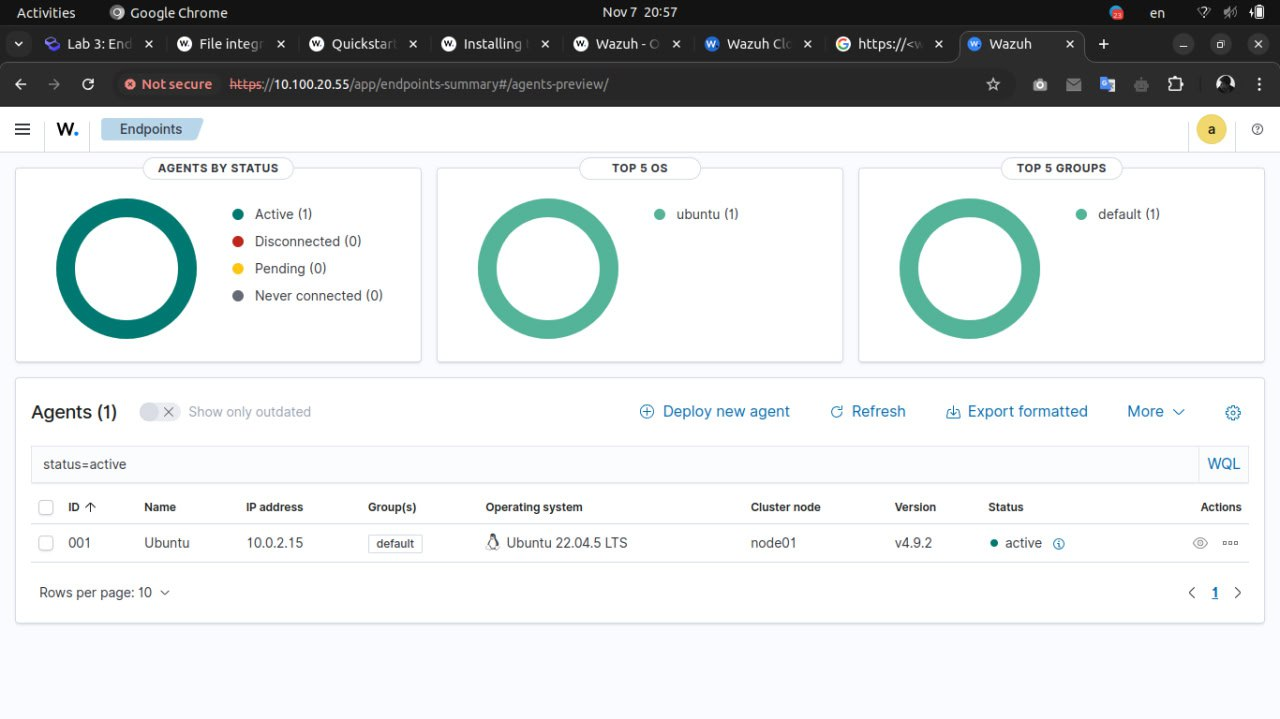 Activities Google Chrome Nov 7 20:57 en
Lab 3: End File integr Quickstart Installing Wazuh - O Wazuh Clo https://<w Wazuh
Not secure https://10.100.20.55/app/endpoints-summary#/agents-preview/
W. Endpoints a
AGENTS BY STATUS TOP 5 OS TOP 5 GROUPS
Active (1) ubuntu (1) default (1)
Disconnected (0)
Pending (0)
Never connected (0)
Agents (1) Show only outdated Deploy new agent Refresh Export formatted More
status=active WQL
ID Name IP address Group(s) Operating system Cluster node Version Status Actions
001 Ubuntu 10.0.2.15 default Ubuntu 22.04.5 LTS node01 v4.9.2 active
Rows per page: 10 1